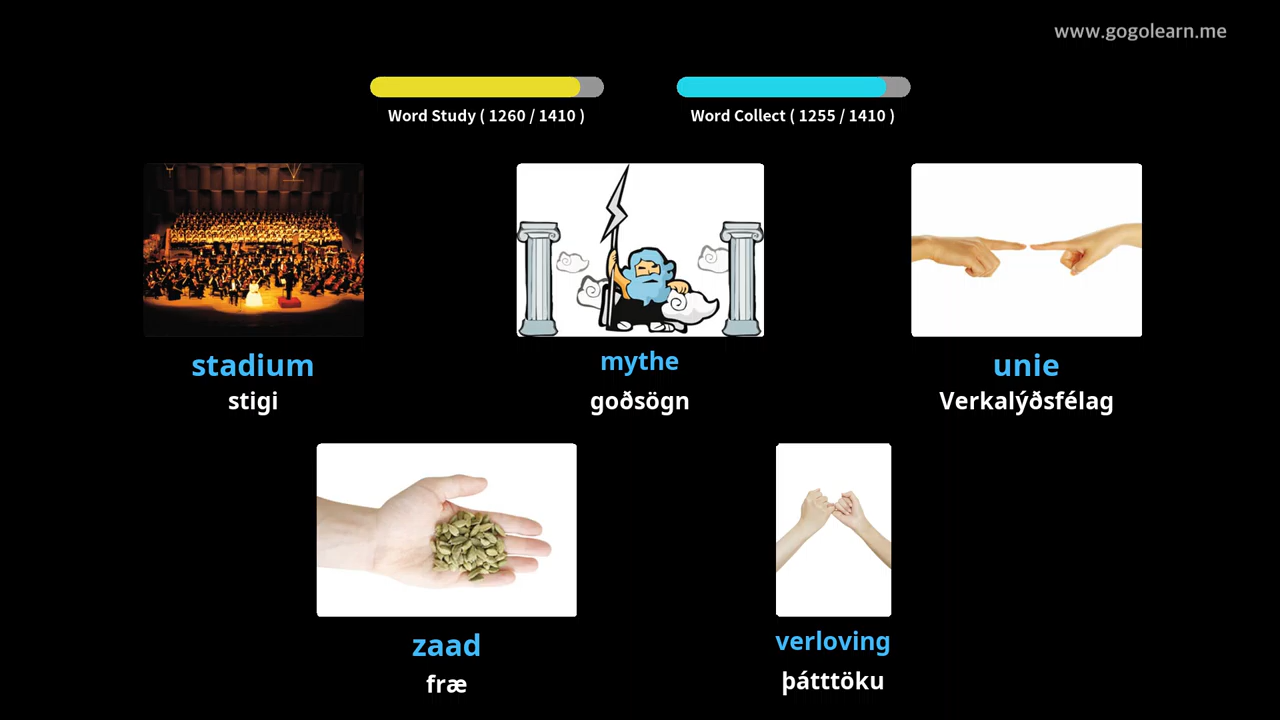 www.gogolearn.me
Word Study ( 1260 / 1410 )
Word Collect ( 1255 / 1410 )
stadium
stigi
mythe
goðsögn
unie
Verkalýðsfélag
zaad
fræ
verloving
þátttöku